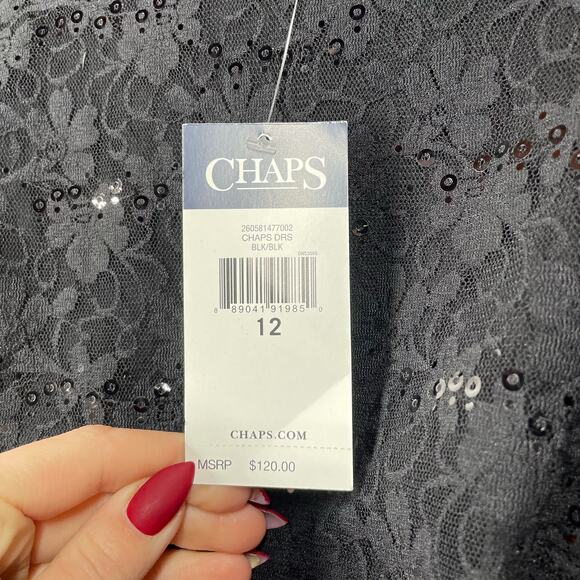 CHAPS
260581477002
CHAPS DRS
BLK/BLK
8 89041 91985 0
12
CHAPS.COM
MSRP $120.00